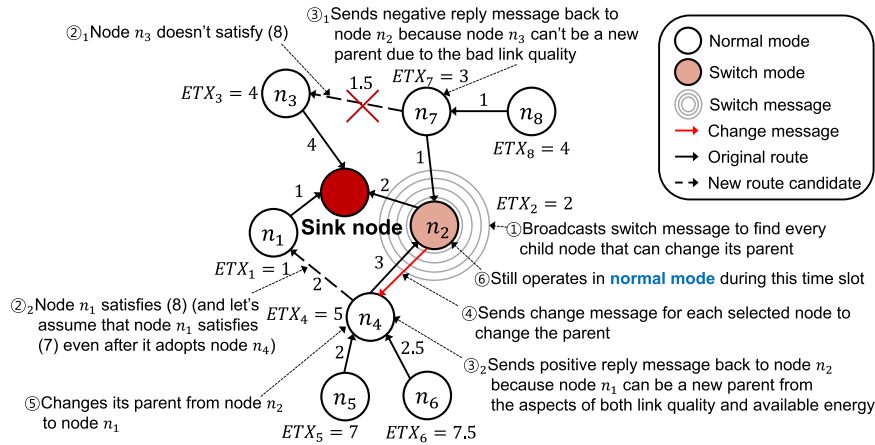 ③₁Sends negative reply message back to
node n₂ because node n₃ can't be a new
parent due to the bad link quality
②₁Node n₃ doesn't satisfy (8)
ETX₇ = 3
1.5
ETX₃ = 4
n₃
n₇
1
n₈
ETX₈ = 4
4
1
1
2
Sink node
ETX₂ = 2
n₂
n₁
①Broadcasts switch message to find every
child node that can change its parent
ETX₁ = 1
3
⑥Still operates in normal mode during this time slot
2
②₂Node n₁ satisfies (8) (and let's
assume that node n₁ satisfies
(7) even after it adopts node n₄)
ETX₄ = 5
n₄
④Sends change message for each selected node to
change the parent
2
2.5
③₂Sends positive reply message back to node n₂
because node n₁ can be a new parent from
the aspects of both link quality and available energy
⑤Changes its parent from node n₂
to node n₁
n₅
n₆
ETX₅ = 7
ETX₆ = 7.5
Normal mode
Switch mode
Switch message
Change message
Original route
New route candidate